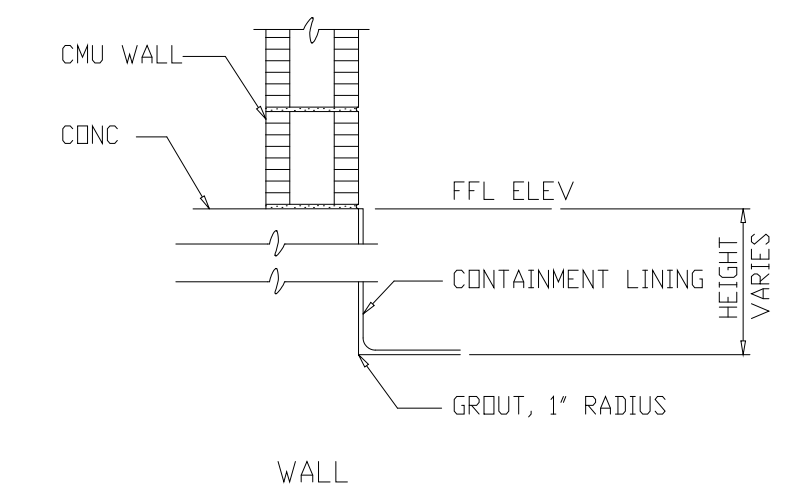 CMU WALL
CONC
FFL ELEV
HEIGHT
VARIES
CONTAINMENT LINING
GROUT, 1" RADIUS
WALL